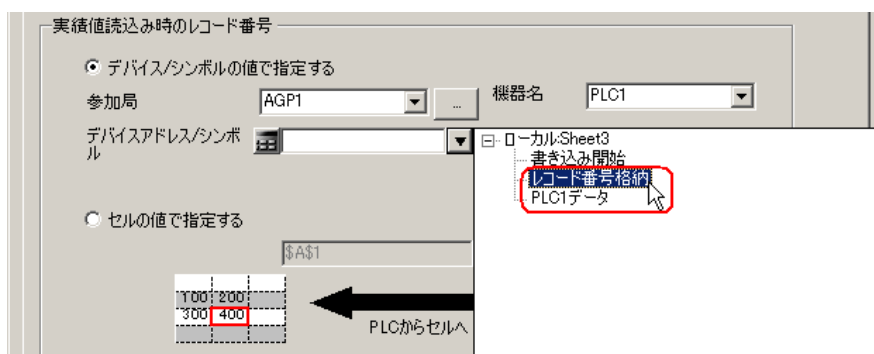 実績値読込み時のレコード番号
デバイス/シンボルの値で指定する
参加局 AGP1 ... 機器名 PLC1
デバイスアドレス/シンボル
ローカル:Sheet3
書き込み開始
レコード番号格納
PLC1データ
セルの値で指定する
$A$1
100 200
300 400
PLCからセルへ